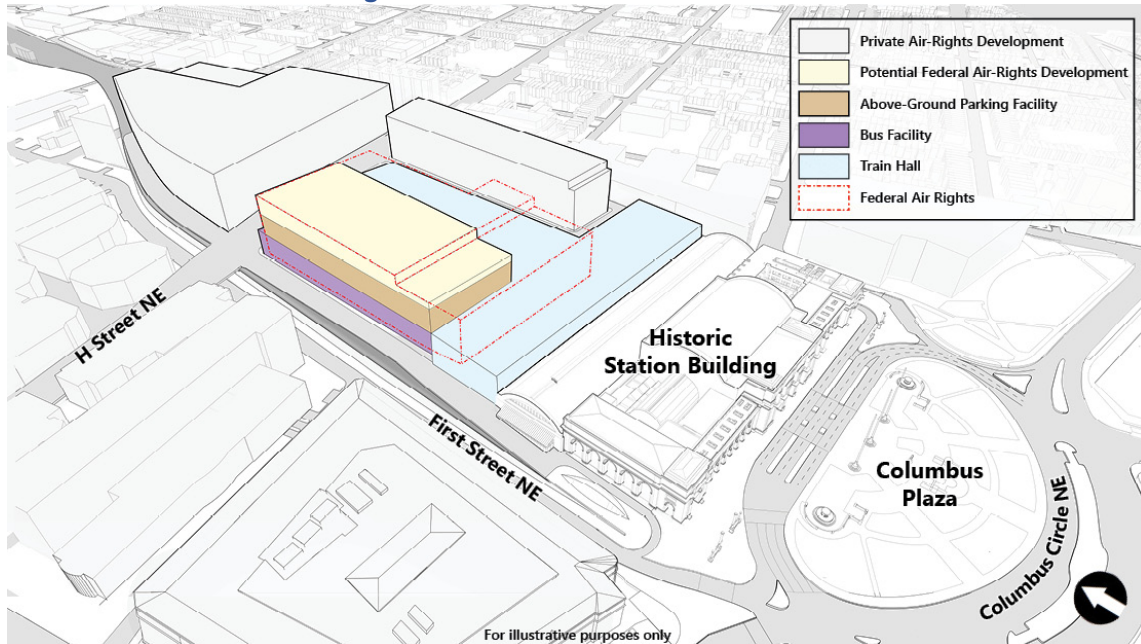 Private Air-Rights Development
Potential Federal Air-Rights Development
Above-Ground Parking Facility
Bus Facility
Train Hall
Federal Air Rights
H Street NE
First Street NE
Historic
Station Building
Columbus
Plaza
Columbus Circle NE
For illustrative purposes only